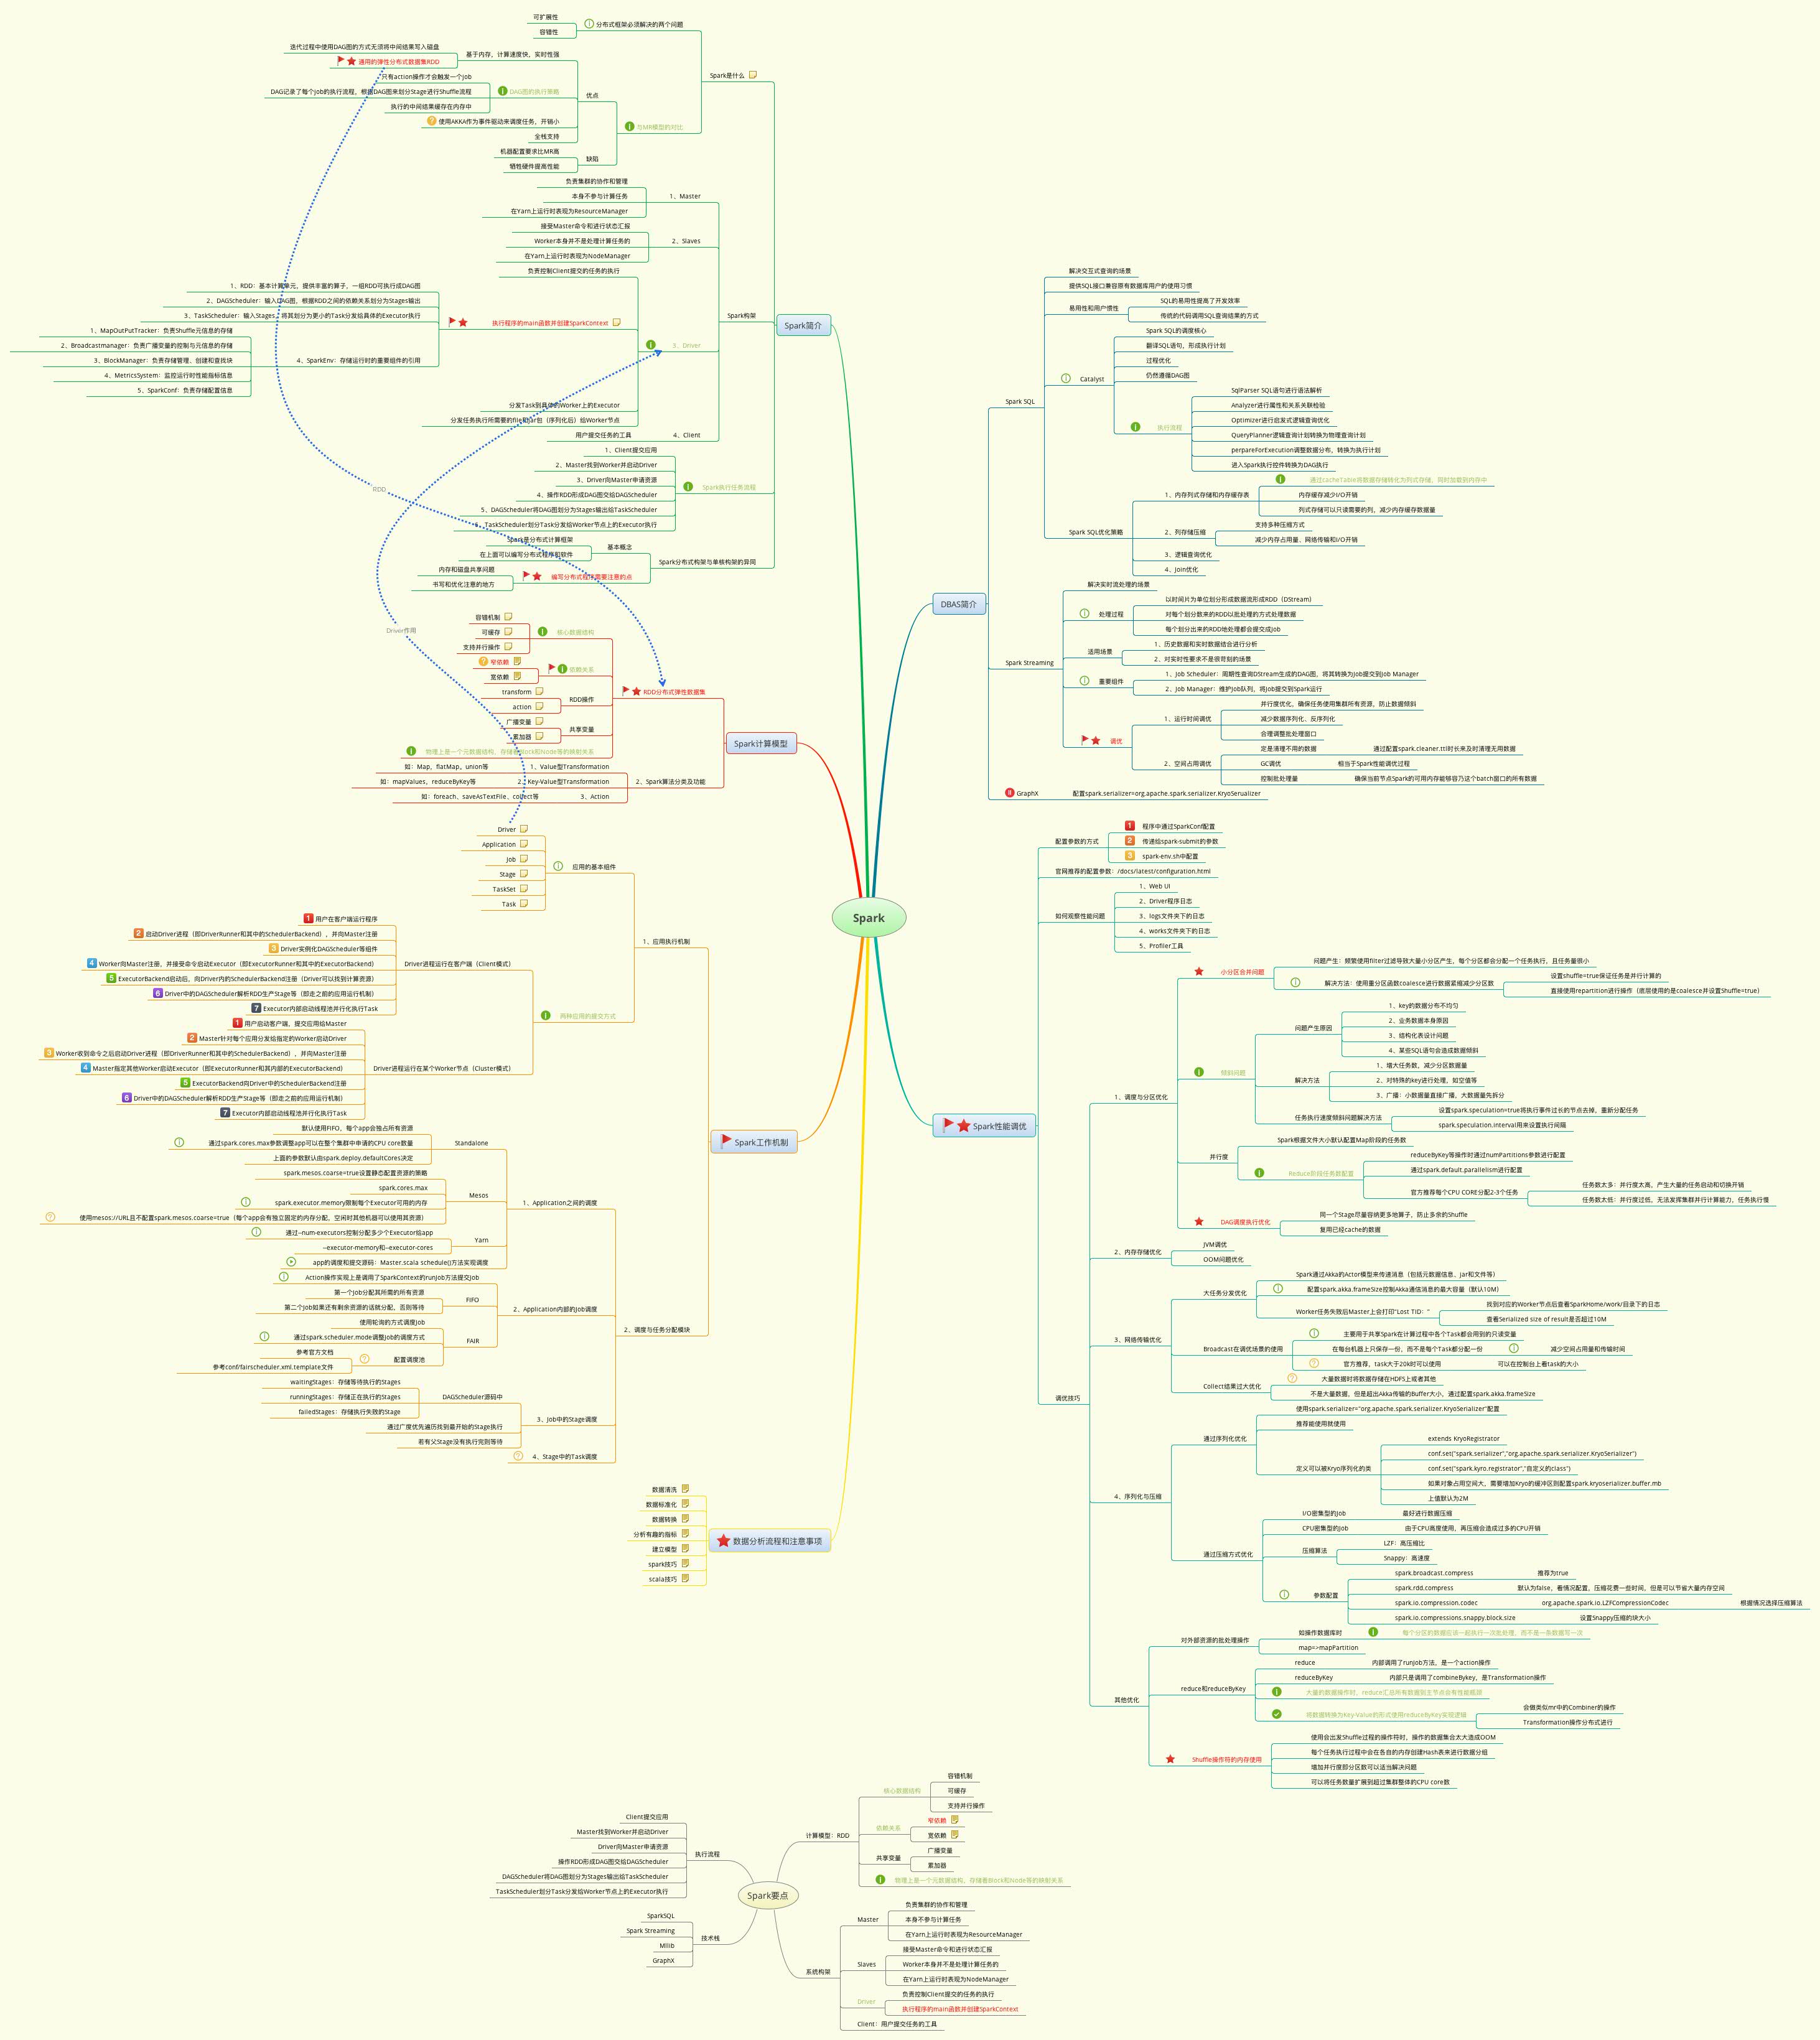 Spark
Spark简介
Spark是什么
分布式框架必须解决的两个问题
可扩展性
容错性
与MR模型的对比
优点
基于内存，计算速度快，实时性强
迭代过程中使用DAG图的方式无须将中间结果写入磁盘
通用的弹性分布式数据集RDD
DAG图的执行策略
只有action操作才会触发一个job
DAG记录了每个job的执行流程，根据DAG图来划分Stage进行Shuffle流程
执行的中间结果缓存在内存中
使用AKKA作为事件驱动来调度任务，开销小
全栈支持
缺陷
机器配置要求比MR高
牺牲硬件提高性能
Spark构架
1、Master
负责集群的协作和管理
本身不参与计算任务
在Yarn上运行时表现为ResourceManager
2、Slaves
接受Master命令和进行状态汇报
Worker本身并不是处理计算任务的
在Yarn上运行时表现为NodeManager
3、Driver
负责控制Client提交的任务的执行
执行程序的main函数并创建SparkContext
1、RDD：基本计算单元，提供丰富的算子，一组RDD可执行成DAG图
2、DAGScheduler：输入DAG图，根据RDD之间的依赖关系划分为Stages输出
3、TaskScheduler：输入Stages，将其划分为更小的Task分发给具体的Executor执行
4、SparkEnv：存储运行时的重要组件的引用
1、MapOutPutTracker：负责Shuffle元信息的存储
2、Broadcastmanager：负责广播变量的控制与元信息的存储
3、BlockManager：负责存储管理、创建和查找块
4、MetricsSystem：监控运行时性能指标信息
5、SparkConf：负责存储配置信息
分发Task到具体的Worker上的Executor
分发任务执行所需要的file和jar包（序列化后）给Worker节点
4、Client
用户提交任务的工具
Spark执行任务流程
1、Client提交应用
2、Master找到Worker并启动Driver
3、Driver向Master申请资源
4、操作RDD形成DAG图交给DAGScheduler
5、DAGScheduler将DAG图划分为Stages输出给TaskScheduler
6、TaskScheduler划分Task分发给Worker节点上的Executor执行
Spark分布式构架与单核构架的异同
基本概念
Spark是分布式计算框架
在上面可以编写分布式程序和软件
编写分布式程序需要注意的点
内存和磁盘共享问题
书写和优化注意的地方
RDD
Driver作用
Spark计算模型
RDD分布式弹性数据集
核心数据结构
容错机制
可缓存
支持并行操作
依赖关系
窄依赖
宽依赖
RDD操作
transform
action
共享变量
广播变量
累加器
物理上是一个元数据结构，存储着Block和Node等的映射关系
2、Spark算法分类及功能
1、Value型Transformation
如：Map、flatMap、union等
2、Key-Value型Transformation
如：mapValues、reduceByKey等
3、Action
如：foreach、saveAsTextFile、collect等
Spark工作机制
1、应用执行机制
应用的基本组件
Driver
Application
Job
Stage
TaskSet
Task
两种应用的提交方式
Driver进程运行在客户端（Client模式）
1 用户在客户端运行程序
2 启动Driver进程（即DriverRunner和其中的SchedulerBackend），并向Master注册
3 Driver实例化DAGScheduler等组件
4 Worker向Master注册，并接受命令启动Executor（即ExecutorRunner和其中的ExecutorBackend）
5 ExecutorBackend启动后，向Driver内的SchedulerBackend注册（Driver可以找到计算资源）
6 Driver中的DAGScheduler解析RDD生产Stage等（即走之前的应用运行机制）
7 Executor内部启动线程池并行化执行Task
Driver进程运行在某个Worker节点（Cluster模式）
1 用户启动客户端，提交应用给Master
2 Master针对每个应用分发给指定的Worker启动Driver
3 Worker收到命令之后启动Driver进程（即DriverRunner和其中的SchedulerBackend），并向Master注册
4 Master指定其他Worker启动Executor（即ExecutorRunner和其内部的ExecutorBackend）
5 ExecutorBackend向Driver中的SchedulerBackend注册
6 Driver中的DAGScheduler解析RDD生产Stage等（即走之前的应用运行机制）
7 Executor内部启动线程池并行化执行Task
2、调度与任务分配模块
1、Application之间的调度
Standalone
默认使用FIFO，每个app会独占所有资源
通过spark.cores.max参数调整app可以在整个集群中申请的CPU core数量
上面的参数默认由spark.deploy.defaultCores决定
Mesos
spark.mesos.coarse=true设置静态配置资源的策略
spark.cores.max
spark.executor.memory限制每个Executor可用的内存
使用mesos://URL且不配置spark.mesos.coarse=true（每个app会有独立固定的内存分配，空闲时其他机器可以使用其资源）
Yarn
通过--num-executors控制分配多少个Executor给app
--executor-memory和--executor-cores
app的调度和提交源码：Master.scala schedule()方法实现调度
2、Application内部的Job调度
Action操作实现上是调用了SparkContext的runJob方法提交Job
FIFO
第一个Job分配其所需的所有资源
第二个Job如果还有剩余资源的话就分配，否则等待
FAIR
使用轮询的方式调度Job
通过spark.scheduler.mode调整Job的调度方式
配置调度池
参考官方文档
参考conf/fairscheduler.xml.template文件
3、Job中的Stage调度
DAGScheduler源码中
waitingStages：存储等待执行的Stages
runningStages：存储正在执行的Stages
failedStages：存储执行失败的Stage
通过广度优先遍历找到最开始的Stage执行
若有父Stage没有执行完则等待
4、Stage中的Task调度
数据分析流程和注意事项
数据清洗
数据标准化
数据转换
分析有趣的指标
建立模型
spark技巧
scala技巧
DBAS简介
Spark SQL
解决交互式查询的场景
提供SQL接口兼容原有数据库用户的使用习惯
易用性和用户惯性
SQL的易用性提高了开发效率
传统的代码调用SQL查询结果的方式
Catalyst
Spark SQL的调度核心
翻译SQL语句，形成执行计划
过程优化
仍然遵循DAG图
执行流程
SqlParser SQL语句进行语法解析
Analyzer进行属性和关系关联检验
Optimizer进行启发式逻辑查询优化
QueryPlanner逻辑查询计划转换为物理查询计划
perpareForExecution调整数据分布，转换为执行计划
进入Spark执行控件转换为DAG执行
Spark SQL优化策略
1、内存列式存储和内存缓存表
通过cacheTable将数据存储转化为列式存储，同时加载到内存中
内存缓存减少I/O开销
列式存储可以只读需要的列，减少内存缓存数据量
2、列存储压缩
支持多种压缩方式
减少内存占用量、网络传输和I/O开销
3、逻辑查询优化
4、Join优化
Spark Streaming
解决实时流处理的场景
处理过程
以时间片为单位划分形成数据流形成RDD（DStream）
对每个划分数来的RDD以批处理的方式处理数据
每个划分出来的RDD地处理都会提交成Job
适用场景
1、历史数据和实时数据结合进行分析
2、对实时性要求不是很苛刻的场景
重要组件
1、Job Scheduler：周期性查询DStream生成的DAG图，将其转换为Job提交到Job Manager
2、Job Manager：维护Job队列，将Job提交到Spark运行
调优
1、运行时间调优
并行度优化，确保任务使用集群所有资源，防止数据倾斜
减少数据序列化、反序列化
合理调整批处理窗口
2、空间占用调优
定是清理不用的数据
通过配置spark.cleaner.ttl时长来及时清理无用数据
GC调优
相当于Spark性能调优过程
控制批处理量
确保当前节点Spark的可用内存能够容乃这个batch窗口的所有数据
GraphX
配置spark.serializer=org.apache.spark.serializer.KryoSerualizer
Spark性能调优
配置参数的方式
1 程序中通过SparkConf配置
2 传递给spark-submit的参数
3 spark-env.sh中配置
官网推荐的配置参数：/docs/latest/configuration.html
如何观察性能问题
1、Web UI
2、Driver程序日志
3、logs文件夹下的日志
4、works文件夹下的日志
5、Profiler工具
调优技巧
1、调度与分区优化
小分区合并问题
问题产生：频繁使用filter过滤导致大量小分区产生，每个分区都会分配一个任务执行，且任务量很小
解决方法：使用重分区函数coalesce进行数据紧缩减少分区数
设置shuffle=true保证任务是并行计算的
直接使用repartition进行操作（底层使用的是coalesce并设置Shuffle=true）
倾斜问题
问题产生原因
1、key的数据分布不均匀
2、业务数据本身原因
3、结构化表设计问题
4、某些SQL语句会造成数据倾斜
解决方法
1、增大任务数，减少分区数据量
2、对特殊的key进行处理，如空值等
3、广播：小数据量直接广播，大数据量先拆分
任务执行速度倾斜问题解决方法
设置spark.speculation=true将执行事件过长的节点去掉，重新分配任务
spark.speculation.interval用来设置执行间隔
并行度
Spark根据文件大小默认配置Map阶段的任务数
Reduce阶段任务数配置
reduceByKey等操作时通过numPartitions参数进行配置
通过spark.default.parallelism进行配置
官方推荐每个CPU CORE分配2-3个任务
任务数太多：并行度太高，产生大量的任务启动和切换开销
任务数太低：并行度过低，无法发挥集群并行计算能力，任务执行慢
DAG调度执行优化
同一个Stage尽量容纳更多地算子，防止多余的Shuffle
复用已经cache的数据
2、内存存储优化
JVM调优
OOM问题优化
3、网络传输优化
大任务分发优化
Spark通过Akka的Actor模型来传递消息（包括元数据信息、jar和文件等）
配置spark.akka.frameSize控制Akka通信消息的最大容量（默认10M）
Worker任务失败后Master上会打印"Lost TID："
找到对应的Worker节点后查看SparkHome/work/目录下的日志
查看Serialized size of result是否超过10M
Broadcast在调优场景的使用
主要用于共享Spark在计算过程中各个Task都会用到的只读变量
在每台机器上只保存一份，而不是每个Task都分配一份
减少空间占用量和传输时间
官方推荐，task大于20k时可以使用
可以在控制台上看task的大小
Collect结果过大优化
大量数据时将数据存储在HDFS上或者其他
不是大量数据，但是超出Akka传输的Buffer大小，通过配置spark.akka.frameSize
4、序列化与压缩
通过序列化优化
使用spark.serializer="org.apache.spark.serializer.KryoSerializer"配置
推荐能使用就使用
定义可以被Kryo序列化的类
extends KryoRegistrator
conf.set("spark.serializer","org.apache.spark.serializer.KryoSerializer")
conf.set("spark.kyro.registrator","自定义的class")
如果对象占用空间大，需要增加Kryo的缓冲区则配置spark.kryoserializer.buffer.mb
上值默认为2M
通过压缩方式优化
I/O密集型的Job
最好进行数据压缩
CPU密集型的Job
由于CPU高度使用，再压缩会造成过多的CPU开销
压缩算法
LZF：高压缩比
Snappy：高速度
参数配置
spark.broadcast.compress
推荐为true
spark.rdd.compress
默认为false，看情况配置，压缩花费一些时间，但是可以节省大量内存空间
spark.io.compression.codec
org.apache.spark.io.LZFCompressionCodec
根据情况选择压缩算法
spark.io.compressions.snappy.block.size
设置Snappy压缩的块大小
其他优化
对外部资源的批处理操作
如操作数据库时
每个分区的数据应该一起执行一次批处理，而不是一条数据写一次
map=>mapPartition
reduce和reduceByKey
reduce
内部调用了runJob方法，是一个action操作
reduceByKey
内部只是调用了combineBykey，是Transformation操作
大量的数据操作时，reduce汇总所有数据到主节点会有性能瓶颈
将数据转换为Key-Value的形式使用reduceByKey实现逻辑
会做类似mr中的Combiner的操作
Transformation操作分布式进行
Shuffle操作符的内存使用
使用会出发Shuffle过程的操作符时，操作的数据集合太大造成OOM
每个任务执行过程中会在各自的内存创建Hash表来进行数据分组
增加并行度即分区数可以适当解决问题
可以将任务数量扩展到超过集群整体的CPU core数
Spark要点
执行流程
Client提交应用
Master找到Worker并启动Driver
Driver向Master申请资源
操作RDD形成DAG图交给DAGScheduler
DAGScheduler将DAG图划分为Stages输出给TaskScheduler
TaskScheduler划分Task分发给Worker节点上的Executor执行
技术栈
SparkSQL
Spark Streaming
Mllib
GraphX
计算模型：RDD
核心数据结构
容错机制
可缓存
支持并行操作
依赖关系
窄依赖
宽依赖
共享变量
广播变量
累加器
物理上是一个元数据结构，存储着Block和Node等的映射关系
系统构架
Master
负责集群的协作和管理
本身不参与计算任务
在Yarn上运行时表现为ResourceManager
Slaves
接受Master命令和进行状态汇报
Worker本身并不是处理计算任务的
在Yarn上运行时表现为NodeManager
Driver
负责控制Client提交的任务的执行
执行程序的main函数并创建SparkContext
Client：用户提交任务的工具